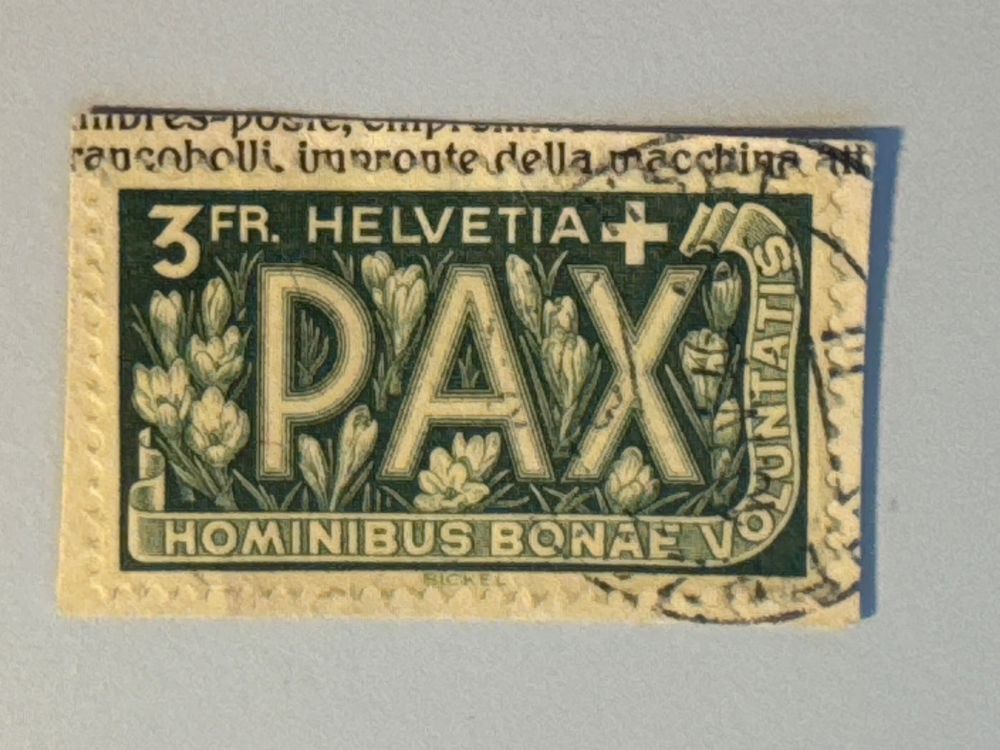 francobolli, impronte della macchina
3 FR. HELVETIA
PAX
HOMINIBUS BONAE VOLUNTATIS
BICKEL